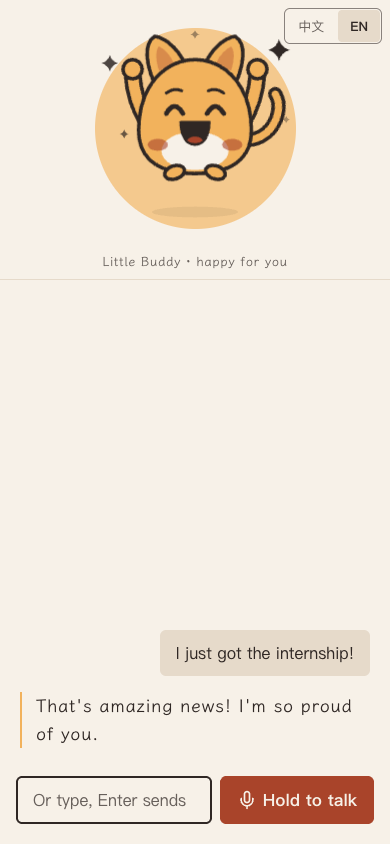 中文 EN
Little Buddy • happy for you
I just got the internship!
That's amazing news! I'm so proud
of you.
Or type, Enter sends
Hold to talk